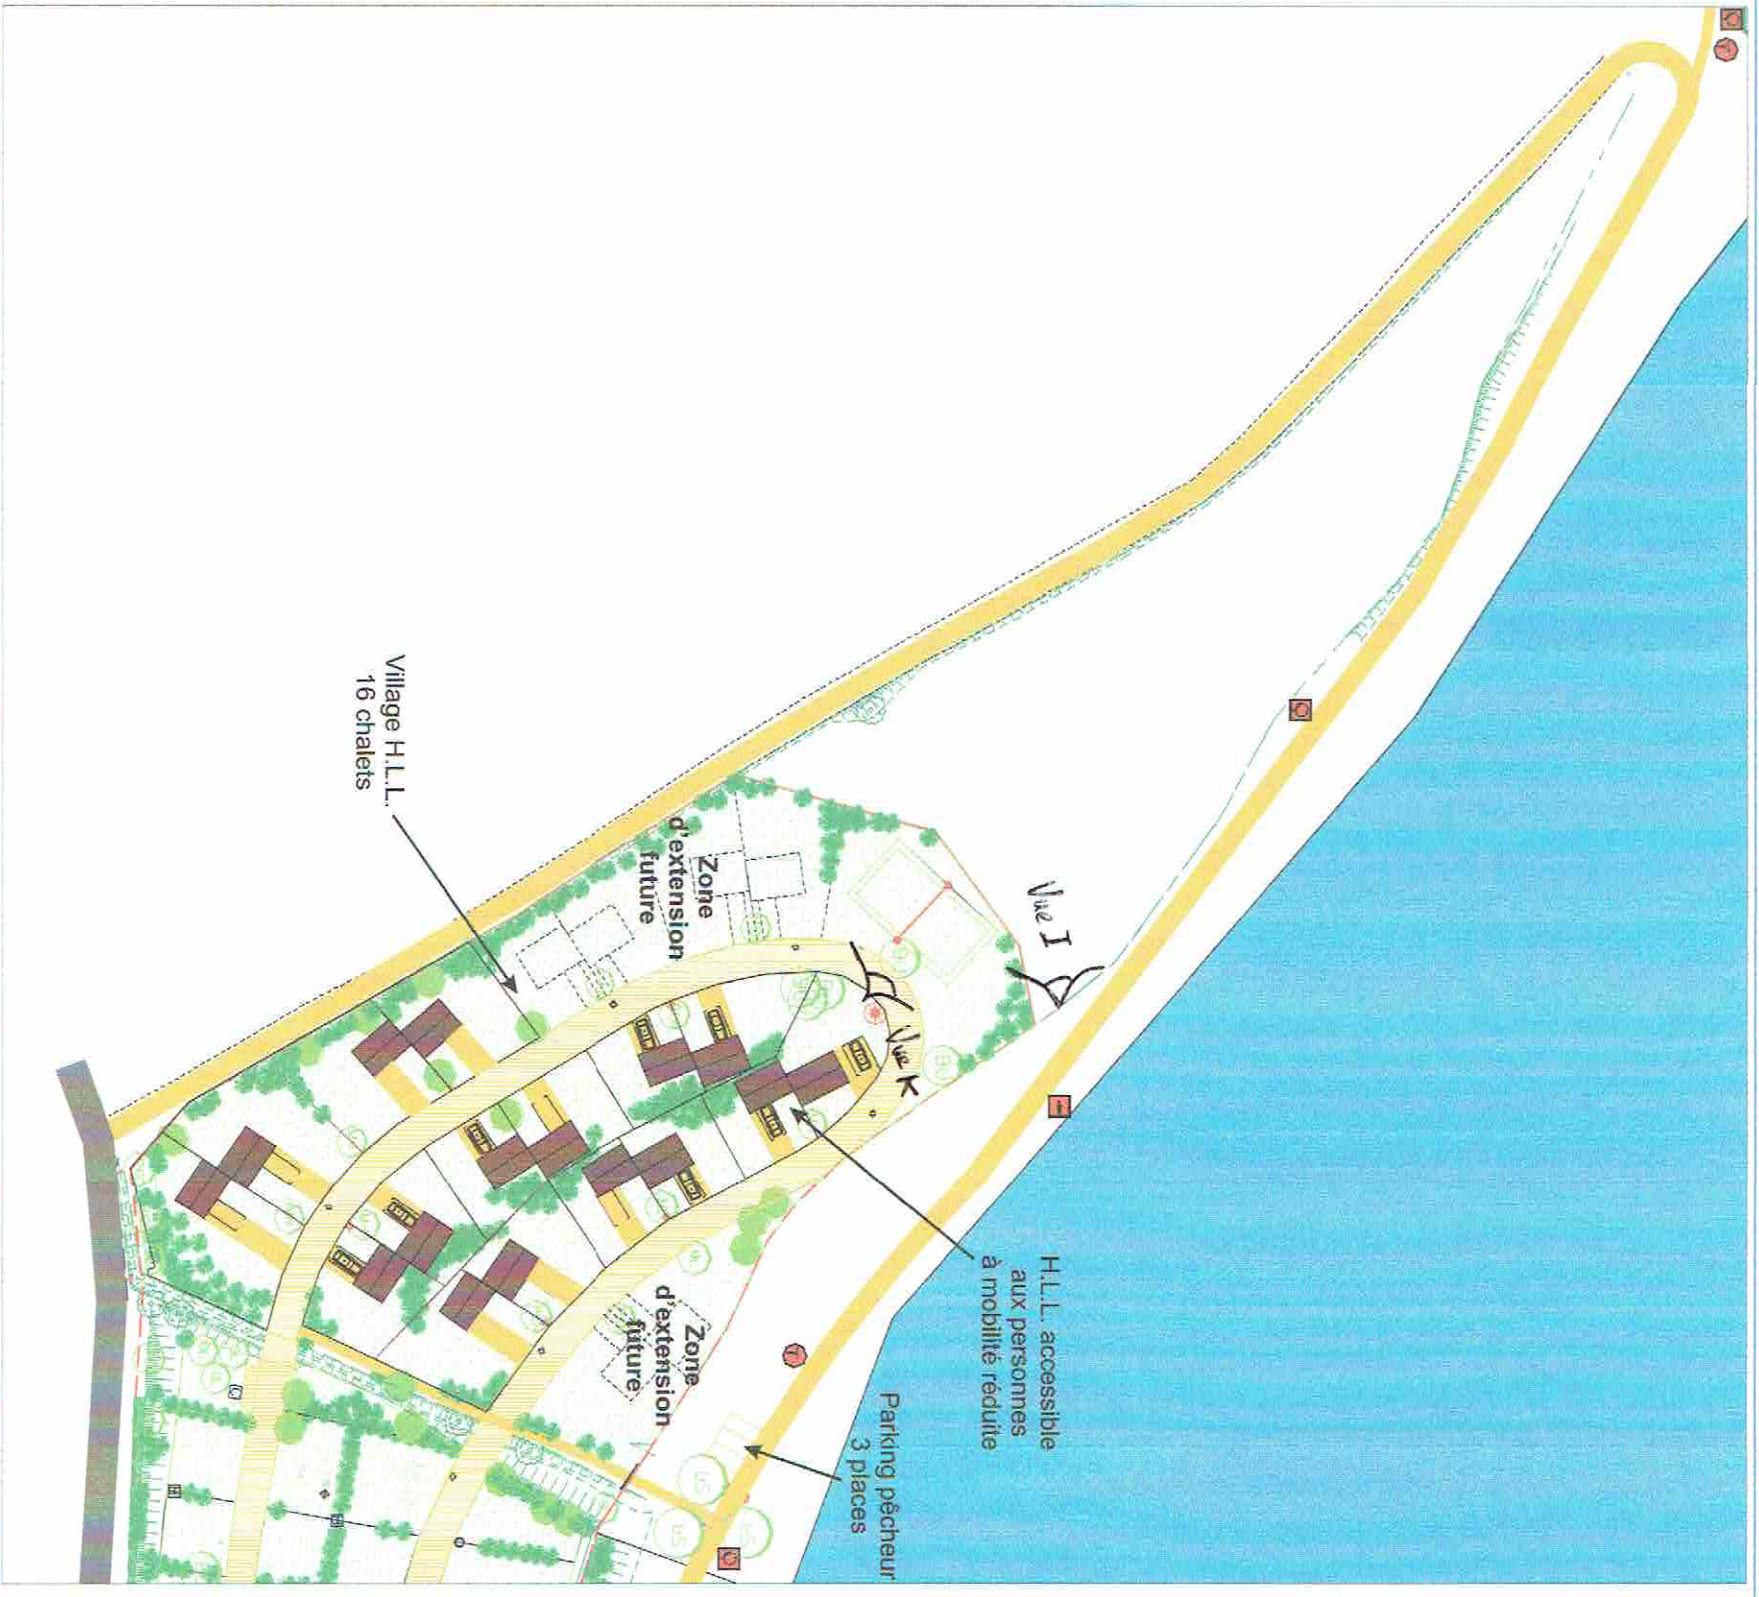 Village H.L.L.
16 chalets
Zone
d'extension
future
Vue I
Vue K
H.L.L. accessible
aux personnes
à mobilité réduite
Zone
d'extension
future
Parking pêcheur
3 places